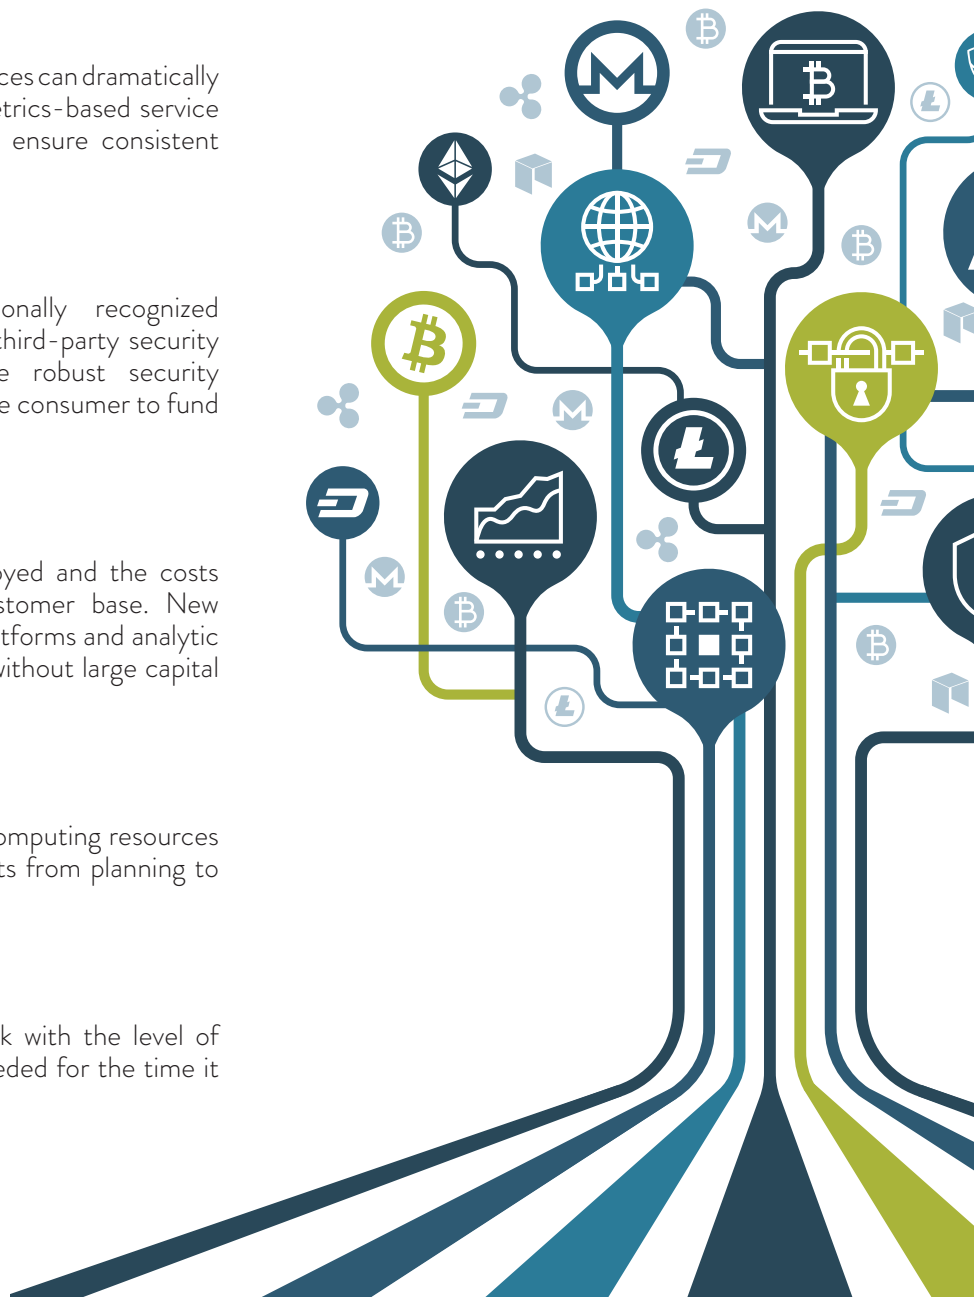 ces can dramatically
etrics-based service
ensure consistent
onally recognized
third-party security
e robust security
e consumer to fund
oyed and the costs
stomer base. New
tforms and analytic
without large capital
omputing resources
ts from planning to
k with the level of
eded for the time it